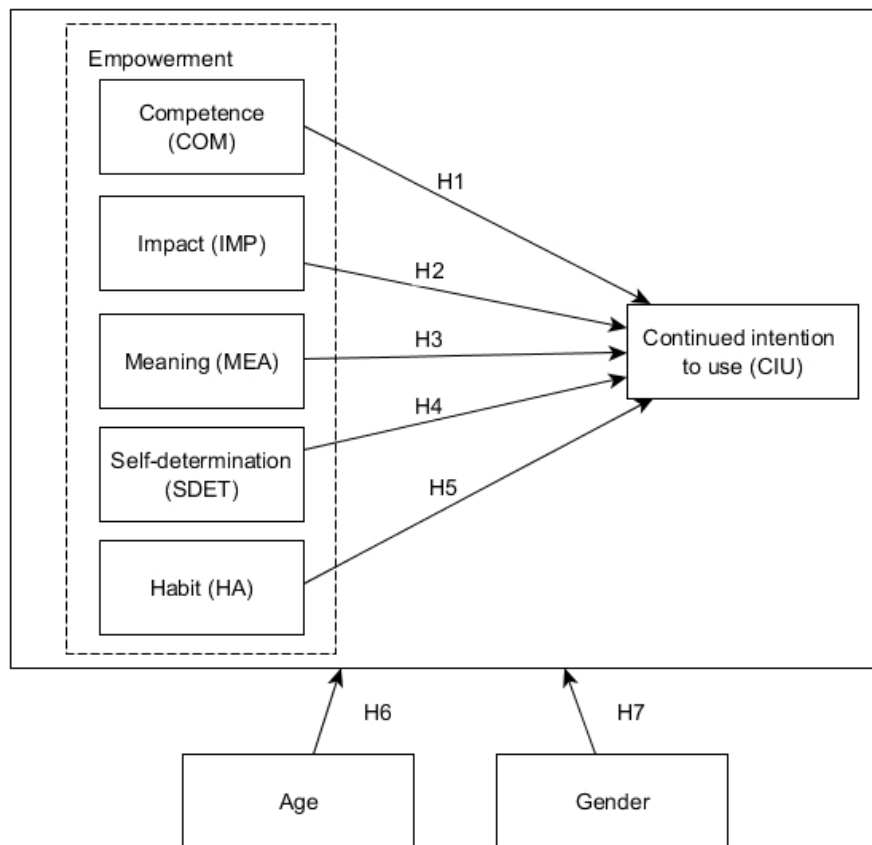 Empowerment
Competence
(COM)
H1
Impact (IMP)
H2
Meaning (MEA)
H3
Continued intention
to use (CIU)
H4
Self-determination
(SDET)
H5
Habit (HA)
H6
H7
Age
Gender